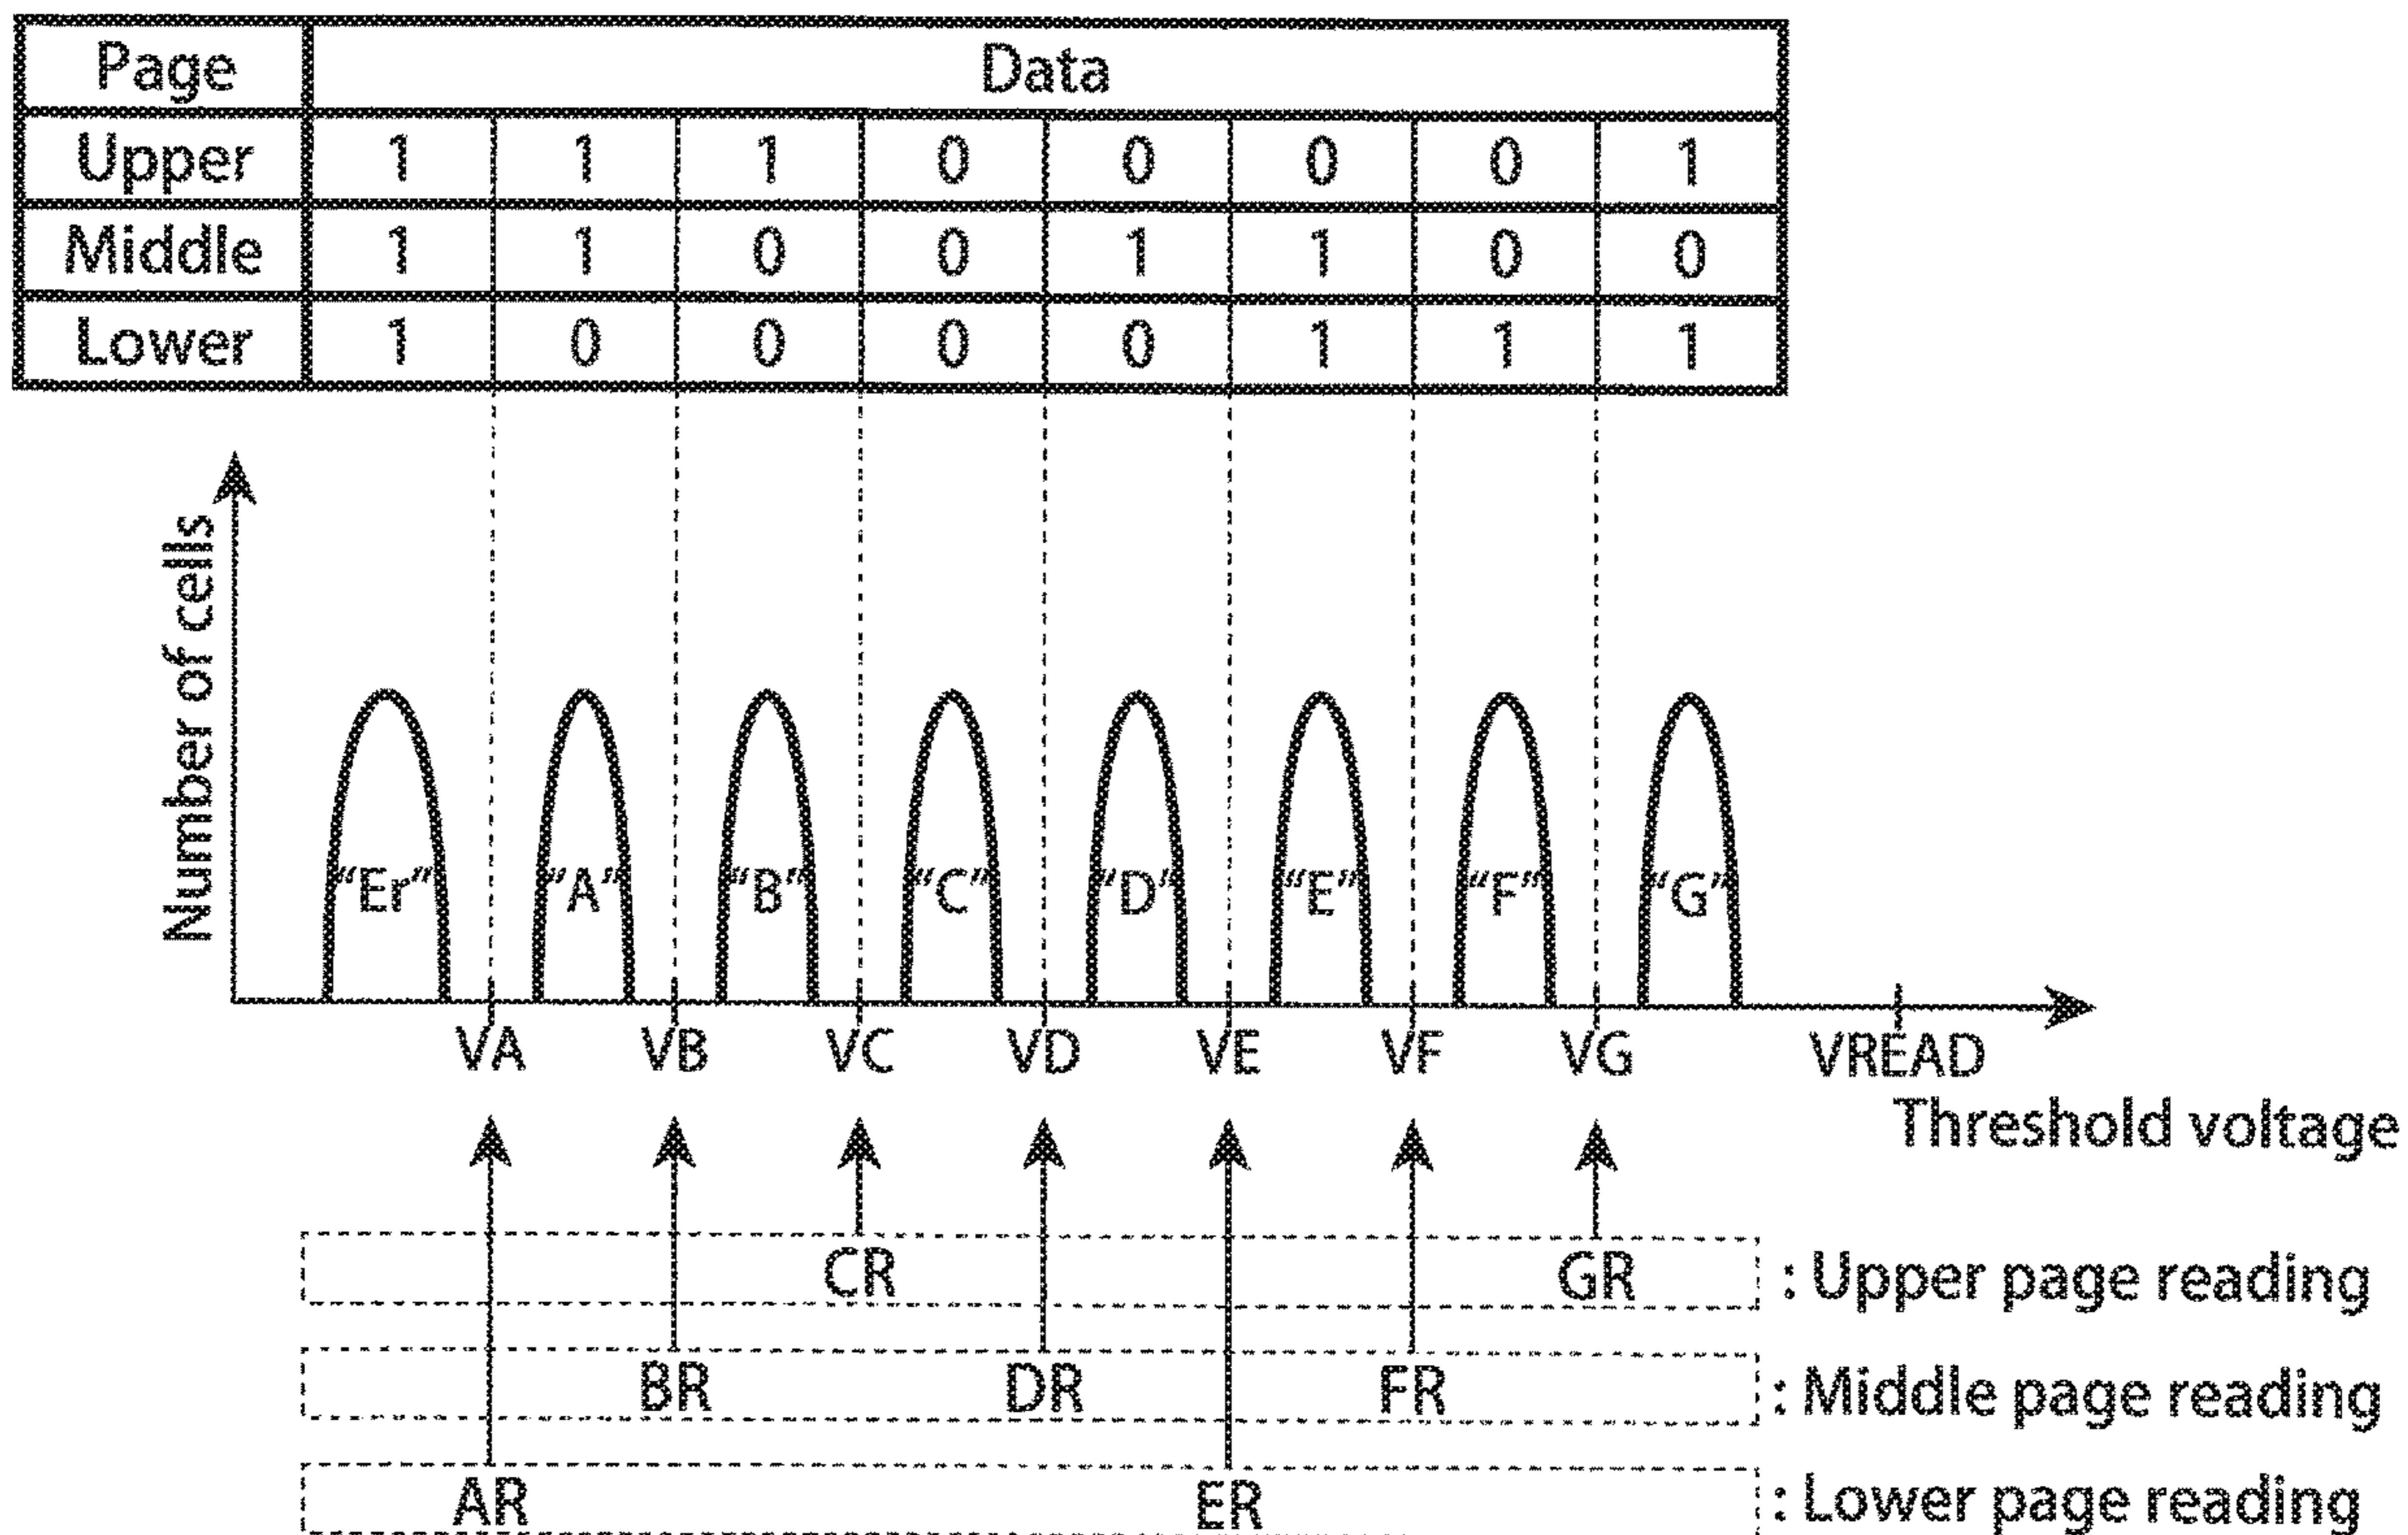 Page Data
Upper 1 1 1 0 0 0 0 1
Middle 1 1 0 0 1 1 0 0
Lower 1 0 0 0 0 1 1 1
Number of cells
“Er” “A” “B” “C” “D” “E” “F” “G”
VA VB VC VD VE VF VG VREAD
Threshold voltage
CR GR : Upper page reading
BR DR FR : Middle page reading
AR ER : Lower page reading